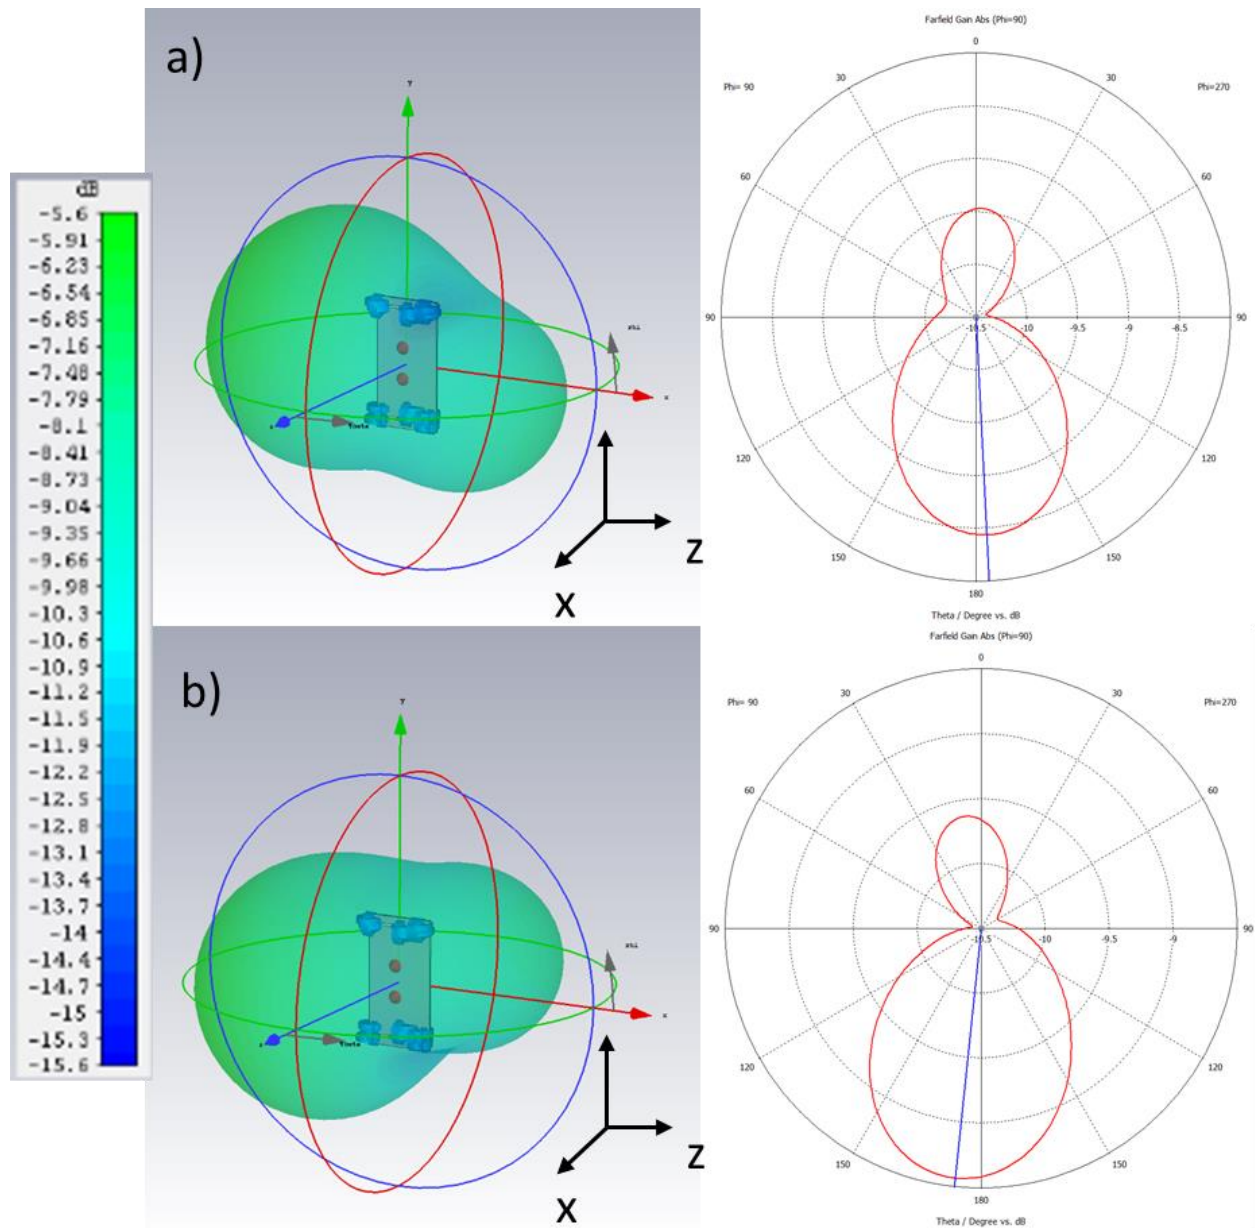 a)
y
phi
x
z
Theta
Z
X
dB
-5.6
-5.91
-6.23
-6.54
-6.85
-7.16
-7.48
-7.79
-8.1
-8.41
-8.73
-9.04
-9.35
-9.66
-9.98
-10.3
-10.6
-10.9
-11.2
-11.5
-11.9
-12.2
-12.5
-12.8
-13.1
-13.4
-13.7
-14
-14.4
-14.7
-15
-15.3
-15.6
Farfield Gain Abs (Phi=90)
0
30
30
Phi= 90
Phi=270
60
60
90
-10.5
-10
-9.5
-9
-8.5
90
120
120
150
150
180
Theta / Degree vs. dB
b)
y
phi
x
z
Theta
Z
X
Farfield Gain Abs (Phi=90)
0
30
30
Phi= 90
Phi=270
60
60
90
-10.5
-10
-9.5
-9
90
120
120
150
150
180
Theta / Degree vs. dB